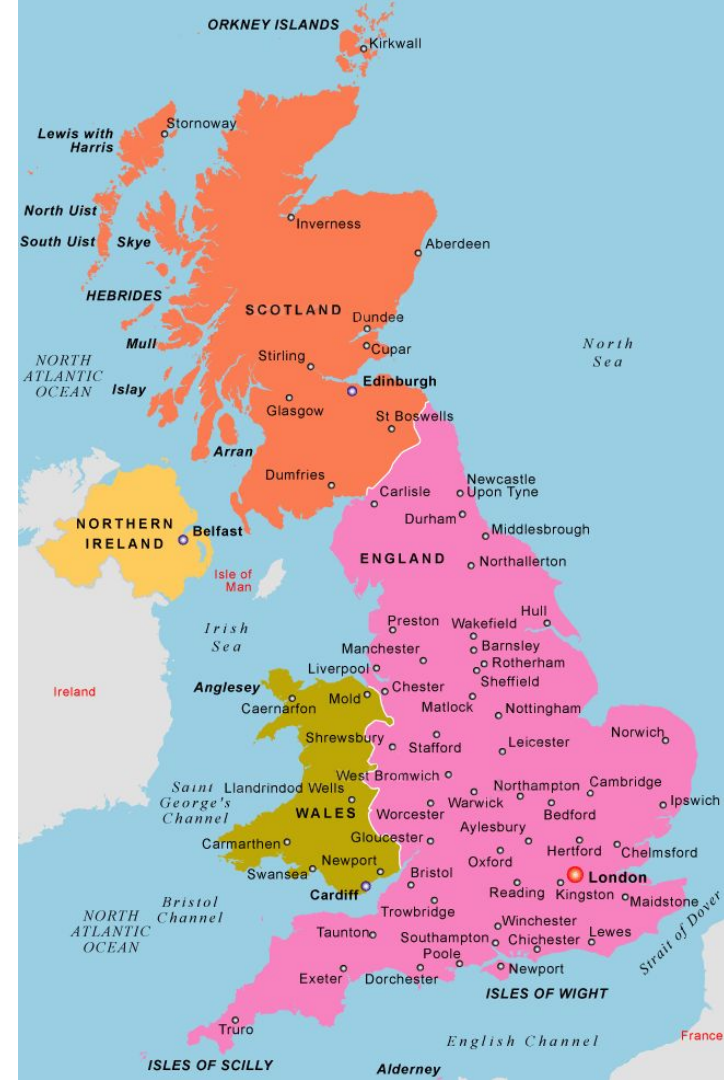 ORKNEY ISLANDS
Kirkwall
Stornoway
Lewis with
Harris
North Uist
South Uist
Skye
Inverness
Aberdeen
HEBRIDES
SCOTLAND
Dundee
Mull
Cupar
North
Sea
Stirling
NORTH
ATLANTIC
OCEAN
Islay
Edinburgh
Glasgow
St Boswells
Arran
Dumfries
Newcastle
Upon Tyne
Carlisle
Durham
NORTHERN
IRELAND
Belfast
Middlesbrough
ENGLAND
Northallerton
Isle of
Man
Hull
Irish
Sea
Preston
Wakefield
Barnsley
Manchester
Rotherham
Liverpool
Sheffield
Anglesey
Ireland
Mold
Chester
Caernarfon
Matlock
Nottingham
Shrewsbury
Stafford
Norwich
Leicester
West Bromwich
Saint
George's
Channel
Llandrindod Wells
Northampton
Cambridge
Warwick
Ipswich
WALES
Worcester
Bedford
Aylesbury
Carmarthen
Gloucester
Hertford
Chelmsford
Oxford
Newport
Swansea
Bristol
London
Cardiff
Reading
Kingston
Maidstone
Bristol
Channel
Trowbridge
NORTH
ATLANTIC
OCEAN
Winchester
Taunton
Southampton
Chichester
Lewes
Strait of Dover
Poole
Exeter
Dorchester
Newport
ISLES OF WIGHT
Truro
English Channel
France
ISLES OF SCILLY
Alderney